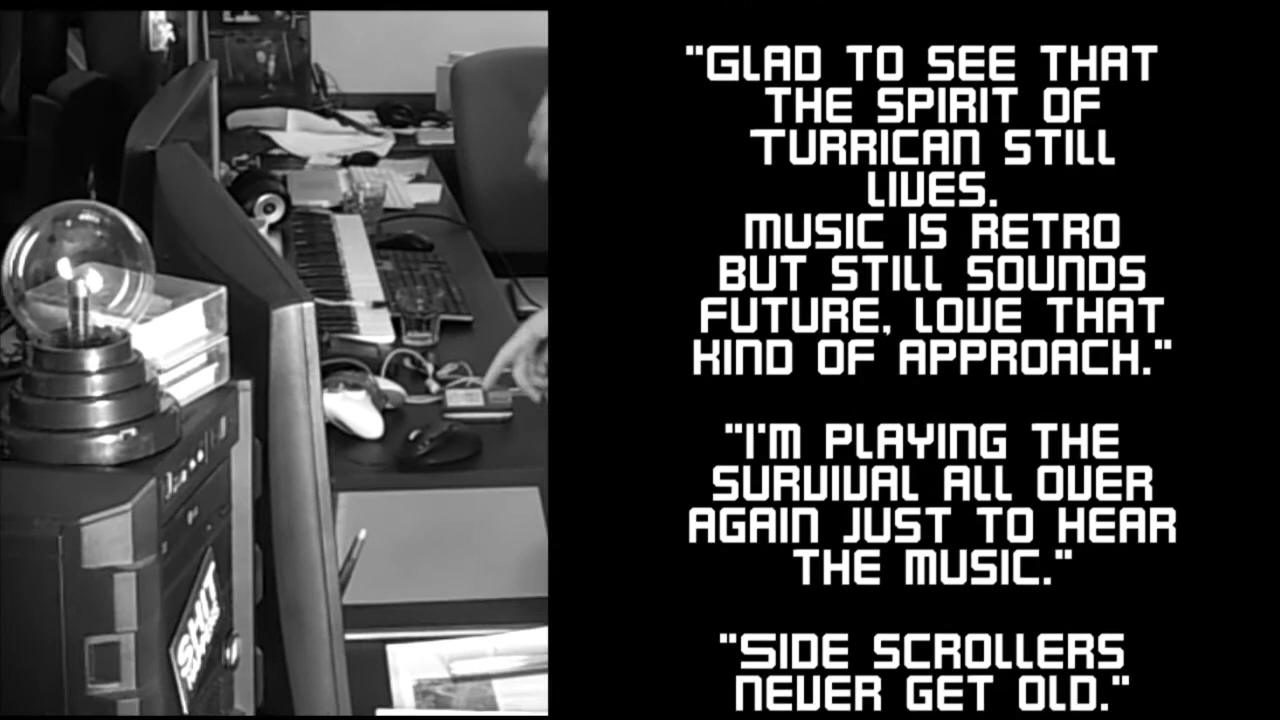 "GLAD TO SEE THAT
THE SPIRIT OF
TURRICAN STILL
LIVES.
MUSIC IS RETRO
BUT STILL SOUNDS
FUTURE, LOVE THAT
KIND OF APPROACH."
"I'M PLAYING THE
SURVIVAL ALL OVER
AGAIN JUST TO HEAR
THE MUSIC."
"SIDE SCROLLERS
NEVER GET OLD."
SHIT